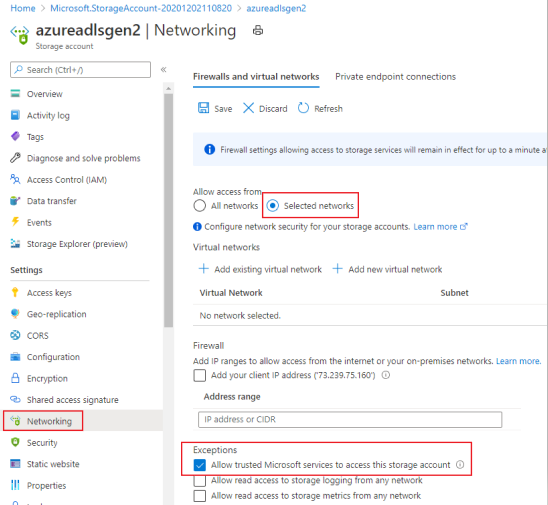 Home > Microsoft.StorageAccount-20201202110820 > azureadlsgen2
azureadlsgen2 | Networking
Storage account
Search (Ctrl+/)
«
Overview
Activity log
Tags
Diagnose and solve problems
Access Control (IAM)
Data transfer
Events
Storage Explorer (preview)
Settings
Access keys
Geo-replication
CORS
Configuration
Encryption
Shared access signature
Networking
Security
Static website
Properties
Firewalls and virtual networks Private endpoint connections
Save Discard Refresh
Firewall settings allowing access to storage services will remain in effect for up to a minute
Allow access from
All networks Selected networks
Configure network security for your storage accounts. Learn more
Virtual networks
+ Add existing virtual network + Add new virtual network
Virtual Network Subnet
No network selected.
Firewall
Add IP ranges to allow access from the internet or your on-premises networks. Learn more.
Add your client IP address ('73.239.75.160')
Address range
IP address or CIDR
Exceptions
Allow trusted Microsoft services to access this storage account
Allow read access to storage logging from any network
Allow read access to storage metrics from any network